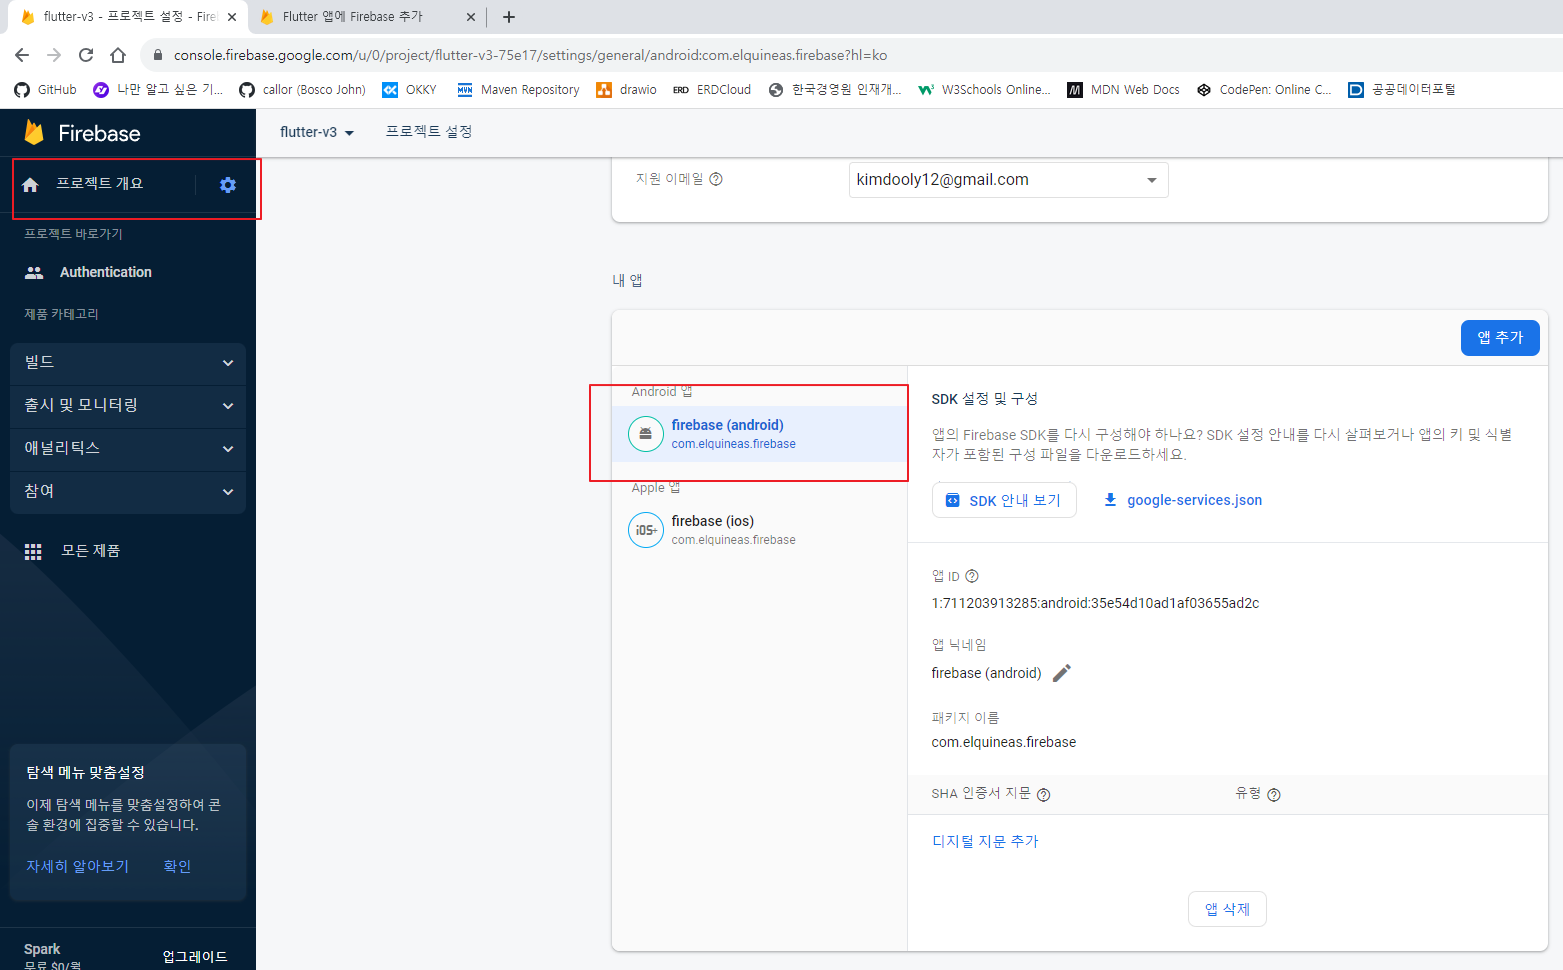 flutter-v3 - 프로젝트 설정 - Fire
Flutter 앱에 Firebase 추가
console.firebase.google.com/u/0/project/flutter-v3-75e17/settings/general/android:com.elquineas.firebase?hl=ko
GitHub
나만 알고 싶은 기...
callor (Bosco John)
OKKY
MVN
Maven Repository
drawio
ERD
ERDCloud
한국경영원 인재개...
W3Schools Online...
MDN Web Docs
CodePen: Online C...
공공데이터포털
Firebase
flutter-v3
프로젝트 설정
프로젝트 개요
프로젝트 바로가기
Authentication
제품 카테고리
빌드
출시 및 모니터링
애널리틱스
참여
모든 제품
탐색 메뉴 맞춤설정
이제 탐색 메뉴를 맞춤설정하여 콘
솔 환경에 집중할 수 있습니다.
자세히 알아보기
확인
Spark
무료 $0/월
업그레이드
지원 이메일
kimdooly12@gmail.com
내 앱
앱 추가
Android 앱
firebase (android)
com.elquineas.firebase
Apple 앱
iOS+
firebase (ios)
com.elquineas.firebase
SDK 설정 및 구성
앱의 Firebase SDK를 다시 구성해야 하나요? SDK 설정 안내를 다시 살펴보거나 앱의 키 및 식별
자가 포함된 구성 파일을 다운로드하세요.
SDK 안내 보기
google-services.json
앱 ID
1:711203913285:android:35e54d10ad1af03655ad2c
앱 닉네임
firebase (android)
패키지 이름
com.elquineas.firebase
SHA 인증서 지문
유형
디지털 지문 추가
앱 삭제